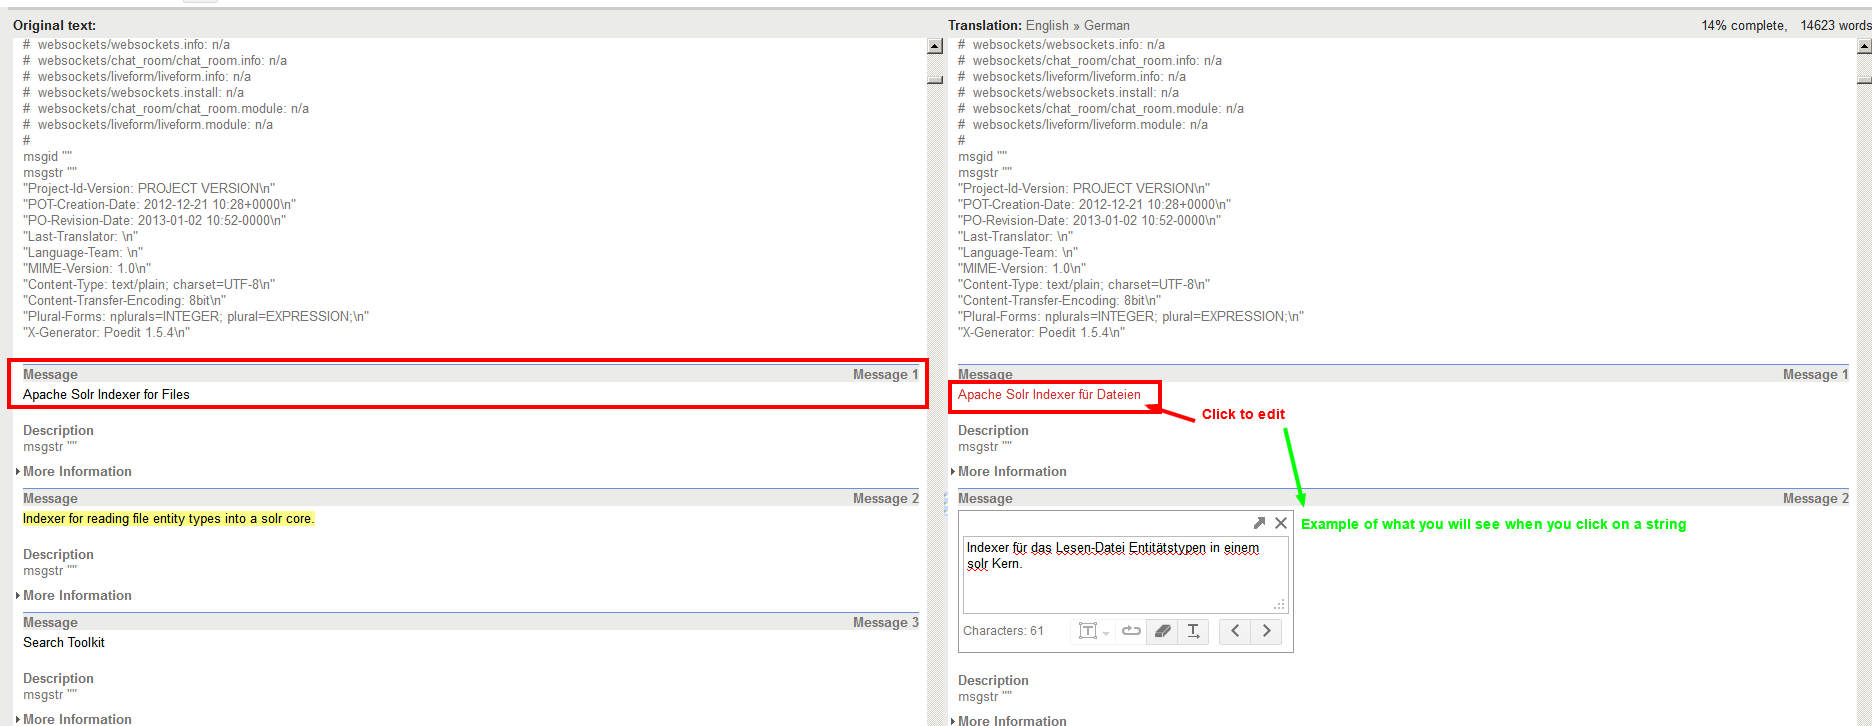 Original text:
# websockets/websockets.info: n/a
# websockets/chat_room/chat_room.info: n/a
# websockets/liveform/liveform.info: n/a
# websockets/websockets.install: n/a
# websockets/chat_room/chat_room.module: n/a
# websockets/liveform/liveform.module: n/a
#
msgid ""
msgstr ""
"Project-Id-Version: PROJECT VERSION\n"
"POT-Creation-Date: 2012-12-21 10:28+0000\n"
"PO-Revision-Date: 2013-01-02 10:52-0000\n"
"Last-Translator: \n"
"Language-Team: \n"
"MIME-Version: 1.0\n"
"Content-Type: text/plain; charset=UTF-8\n"
"Content-Transfer-Encoding: 8bit\n"
"Plural-Forms: nplurals=INTEGER; plural=EXPRESSION;\n"
"X-Generator: Poedit 1.5.4\n"
Message Message 1
Apache Solr Indexer for Files
Description
msgstr ""
More Information
Message Message 2
Indexer for reading file entity types into a solr core.
Description
msgstr ""
More Information
Message Message 3
Search Toolkit
Description
msgstr ""
More Information
Translation: English » German 14% complete, 14623 words
# websockets/websockets.info: n/a
# websockets/chat_room/chat_room.info: n/a
# websockets/liveform/liveform.info: n/a
# websockets/websockets.install: n/a
# websockets/chat_room/chat_room.module: n/a
# websockets/liveform/liveform.module: n/a
#
msgid ""
msgstr ""
"Project-Id-Version: PROJECT VERSION\n"
"POT-Creation-Date: 2012-12-21 10:28+0000\n"
"PO-Revision-Date: 2013-01-02 10:52-0000\n"
"Last-Translator: \n"
"Language-Team: \n"
"MIME-Version: 1.0\n"
"Content-Type: text/plain; charset=UTF-8\n"
"Content-Transfer-Encoding: 8bit\n"
"Plural-Forms: nplurals=INTEGER; plural=EXPRESSION;\n"
"X-Generator: Poedit 1.5.4\n"
Message Message 1
Apache Solr Indexer für Dateien
Click to edit
Description
msgstr ""
More Information
Message Message 2
Example of what you will see when you click on a string
Indexer für das Lesen-Datei Entitätstypen in einem
solr Kern.
Characters: 61
Description
msgstr ""
More Information